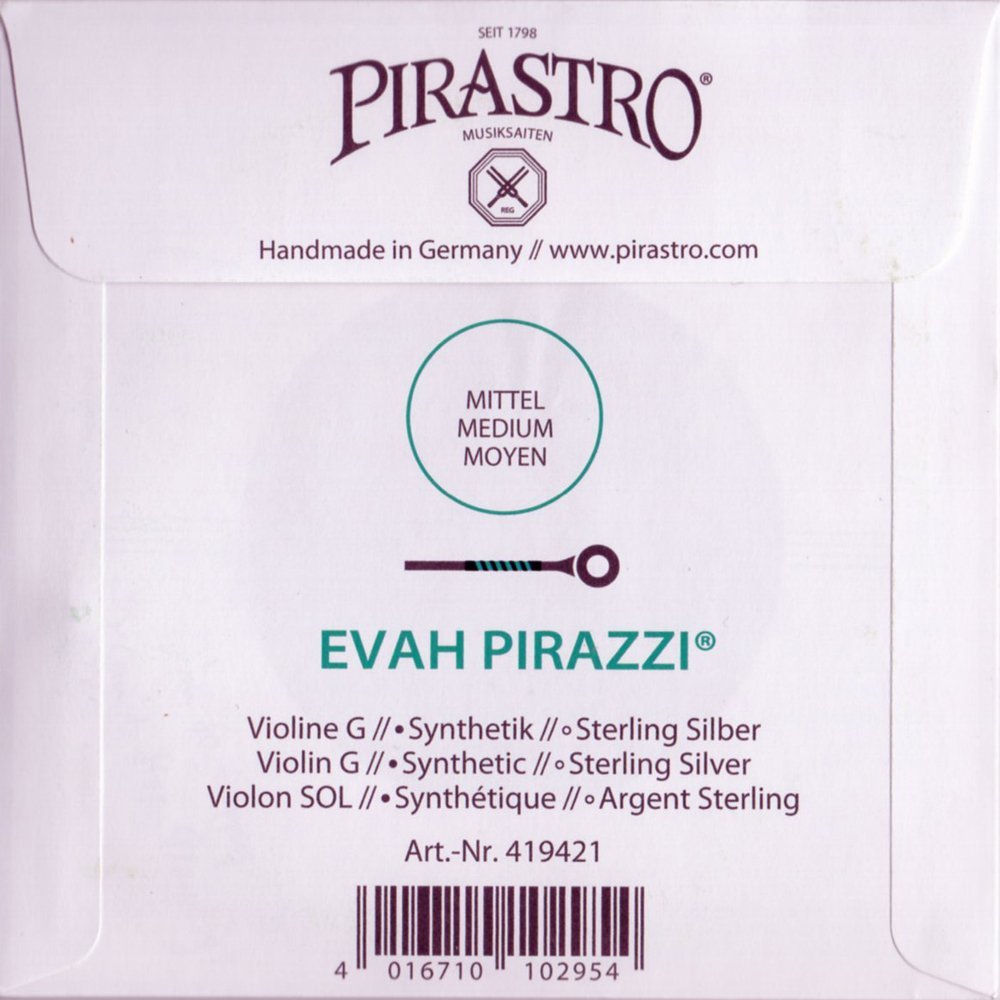 SEIT 1798
PIRASTRO®
MUSIKSAITEN
REG
Handmade in Germany // www.pirastro.com
MITTEL
MEDIUM
MOYEN
EVAH PIRAZZI®
Violine G //•Synthetik //∘Sterling Silber
Violin G //•Synthetic //∘Sterling Silver
Violon SOL //•Synthétique //∘Argent Sterling
Art.-Nr. 419421
4 016710 102954